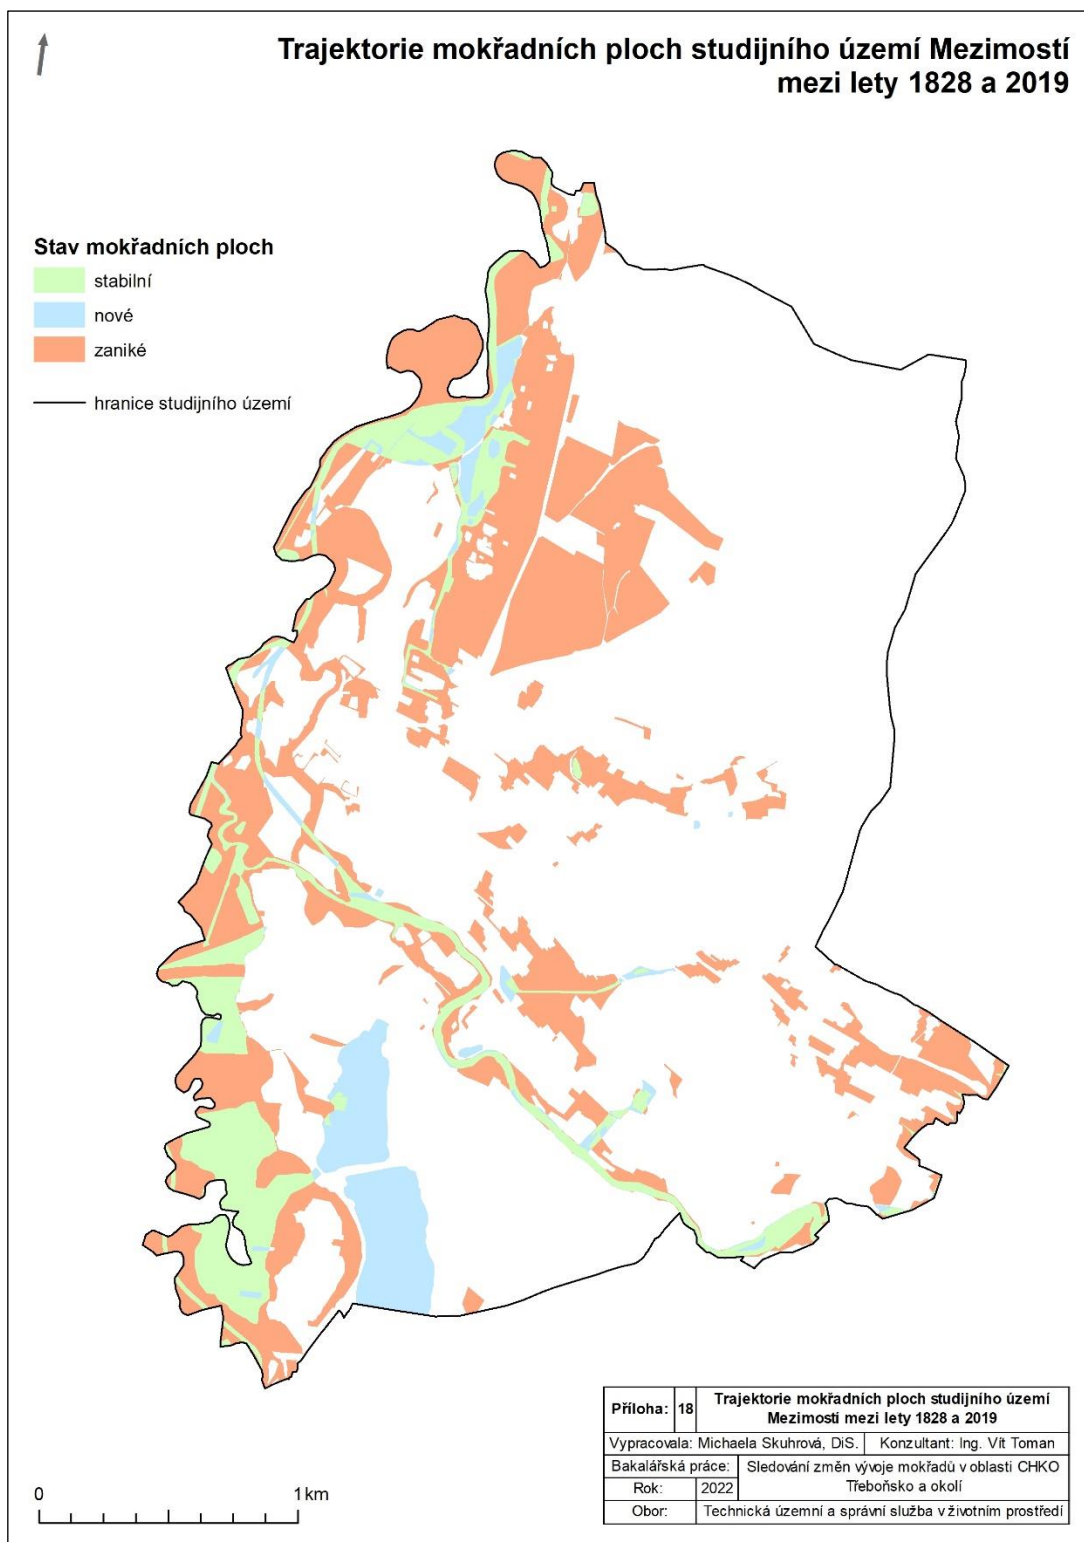 Trajektorie mokřadních ploch studijního území Mezimostí
mezi lety 1828 a 2019
Stav mokřadních ploch
stabilní
nové
zaniké
hranice studijního území
0 1 km
Příloha: 18 Trajektorie mokřadních ploch studijního území
Mezimostí mezi lety 1828 a 2019
Vypracovala: Michaela Skuhrová, DiS. Konzultant: Ing. Vít Toman
Bakalářská práce: Sledování změn vývoje mokřadů v oblasti CHKO
Třeboňsko a okolí
Rok: 2022
Obor: Technická územní a správní služba v životním prostředí